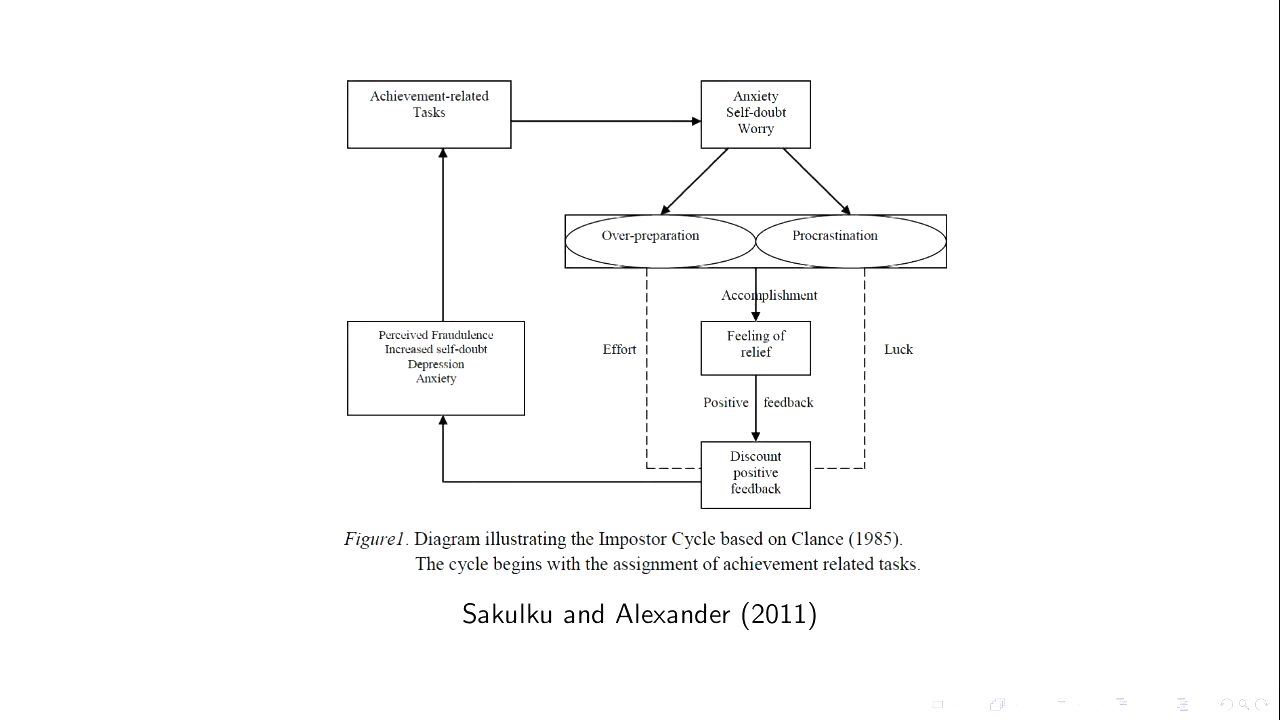 Achievement-related
Tasks
Anxiety
Self-doubt
Worry
Over-preparation
Procrastination
Accomplishment
Perceived Fraudulence
Increased self-doubt
Depression
Anxiety
Effort
Feeling of
relief
Luck
Positive feedback
Discount
positive
feedback
Figure1. Diagram illustrating the Impostor Cycle based on Clance (1985).
The cycle begins with the assignment of achievement related tasks.
Sakulku and Alexander (2011)